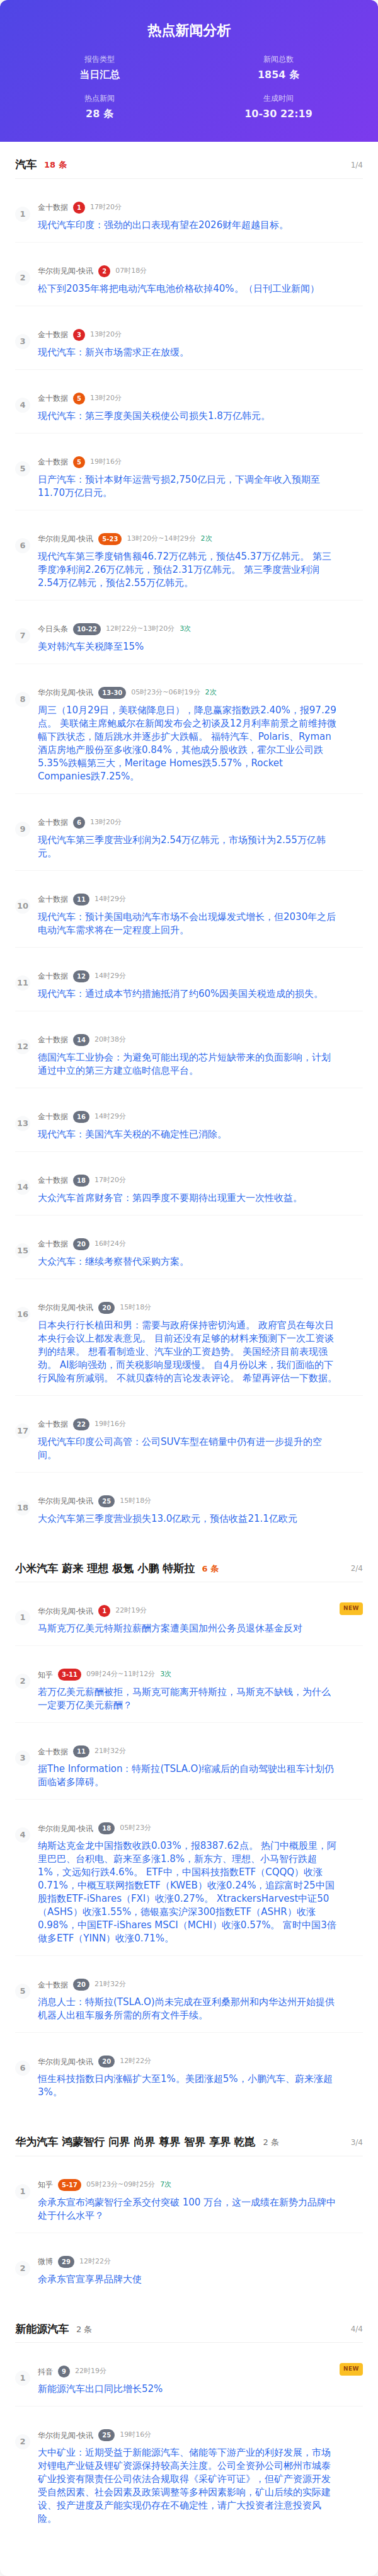 热点新闻分析
报告类型
当日汇总
新闻总数
1854 条
热点新闻
28 条
生成时间
10-30 22:19
汽车 18 条 1/4
1
金十数据 1 17时20分
现代汽车印度：强劲的出口表现有望在2026财年超越目标。
2
华尔街见闻-快讯 2 07时18分
松下到2035年将把电动汽车电池价格砍掉40%。（日刊工业新闻）
3
金十数据 3 13时20分
现代汽车：新兴市场需求正在放缓。
4
金十数据 5 13时20分
现代汽车：第三季度美国关税使公司损失1.8万亿韩元。
5
金十数据 5 19时16分
日产汽车：预计本财年运营亏损2,750亿日元，下调全年收入预期至
11.70万亿日元。
6
华尔街见闻-快讯 5-23 13时20分~14时29分 2次
现代汽车第三季度销售额46.72万亿韩元，预估45.37万亿韩元。 第三
季度净利润2.26万亿韩元，预估2.31万亿韩元。 第三季度营业利润
2.54万亿韩元，预估2.55万亿韩元。
7
今日头条 10-22 12时22分~13时20分 3次
美对韩汽车关税降至15%
8
华尔街见闻-快讯 13-30 05时23分~06时19分 2次
周三（10月29日，美联储降息日），降息赢家指数跌2.40%，报97.29
点。 美联储主席鲍威尔在新闻发布会之初谈及12月利率前景之前维持微
幅下跌状态，随后跳水并逐步扩大跌幅。 福特汽车、Polaris、Ryman
酒店房地产股份至多收涨0.84%，其他成分股收跌，霍尔工业公司跌
5.35%跌幅第三大，Meritage Homes跌5.57%，Rocket
Companies跌7.25%。
9
金十数据 6 13时20分
现代汽车第三季度营业利润为2.54万亿韩元，市场预计为2.55万亿韩
元。
10
金十数据 11 14时29分
现代汽车：预计美国电动汽车市场不会出现爆发式增长，但2030年之后
电动汽车需求将在一定程度上回升。
11
金十数据 12 14时29分
现代汽车：通过成本节约措施抵消了约60%因美国关税造成的损失。
12
金十数据 14 20时38分
德国汽车工业协会：为避免可能出现的芯片短缺带来的负面影响，计划
通过中立的第三方建立临时信息平台。
13
金十数据 16 14时29分
现代汽车：美国汽车关税的不确定性已消除。
14
金十数据 18 17时20分
大众汽车首席财务官：第四季度不要期待出现重大一次性收益。
15
金十数据 20 16时24分
大众汽车：继续考察替代采购方案。
16
华尔街见闻-快讯 20 15时18分
日本央行行长植田和男：需要与政府保持密切沟通。 政府官员在每次日
本央行会议上都发表意见。 目前还没有足够的材料来预测下一次工资谈
判的结果。 想看看制造业、汽车业的工资趋势。 美国经济目前表现强
劲。 AI影响强劲，而关税影响显现缓慢。 自4月份以来，我们面临的下
行风险有所减弱。 不就贝森特的言论发表评论。 希望再评估一下数据。
17
金十数据 22 19时16分
现代汽车印度公司高管：公司SUV车型在销量中仍有进一步提升的空
间。
18
华尔街见闻-快讯 25 15时18分
大众汽车第三季度营业损失13.0亿欧元，预估收益21.1亿欧元
小米汽车 蔚来 理想 极氪 小鹏 特斯拉 6 条 2/4
1
华尔街见闻-快讯 1 22时19分 NEW
马斯克万亿美元特斯拉薪酬方案遭美国加州公务员退休基金反对
2
知乎 3-11 09时24分~11时12分 3次
若万亿美元薪酬被拒，马斯克可能离开特斯拉，马斯克不缺钱，为什么
一定要万亿美元薪酬？
3
金十数据 11 21时32分
据The Information：特斯拉(TSLA.O)缩减后的自动驾驶出租车计划仍
面临诸多障碍。
4
华尔街见闻-快讯 18 05时23分
纳斯达克金龙中国指数收跌0.03%，报8387.62点。 热门中概股里，阿
里巴巴、台积电、蔚来至多涨1.8%，新东方、理想、小马智行跌超
1%，文远知行跌4.6%。 ETF中，中国科技指数ETF（CQQQ）收涨
0.71%，中概互联网指数ETF（KWEB）收涨0.24%，追踪富时25中国
股指数ETF-iShares（FXI）收涨0.27%。 XtrackersHarvest中证50
（ASHS）收涨1.55%，德银嘉实沪深300指数ETF（ASHR）收涨
0.98%，中国ETF-iShares MSCI（MCHI）收涨0.57%。 富时中国3倍
做多ETF（YINN）收涨0.71%。
5
金十数据 20 21时32分
消息人士：特斯拉(TSLA.O)尚未完成在亚利桑那州和内华达州开始提供
机器人出租车服务所需的所有文件手续。
6
华尔街见闻-快讯 20 12时22分
恒生科技指数日内涨幅扩大至1%。美团涨超5%，小鹏汽车、蔚来涨超
3%。
华为汽车 鸿蒙智行 问界 尚界 尊界 智界 享界 乾崑 2 条 3/4
1
知乎 5-17 05时23分~09时25分 7次
余承东宣布鸿蒙智行全系交付突破 100 万台，这一成绩在新势力品牌中
处于什么水平？
2
微博 29 12时22分
余承东官宣享界品牌大使
新能源汽车 2 条 4/4
1
抖音 9 22时19分 NEW
新能源汽车出口同比增长52%
2
华尔街见闻-快讯 25 19时16分
大中矿业：近期受益于新能源汽车、储能等下游产业的利好发展，市场
对锂电产业链及锂矿资源保持较高关注度。公司全资孙公司郴州市城泰
矿业投资有限责任公司依法合规取得《采矿许可证》，但矿产资源开发
受自然因素、社会因素及政策调整等多种因素影响，矿山后续的实际建
设、投产进度及产能实现仍存在不确定性，请广大投资者注意投资风
险。